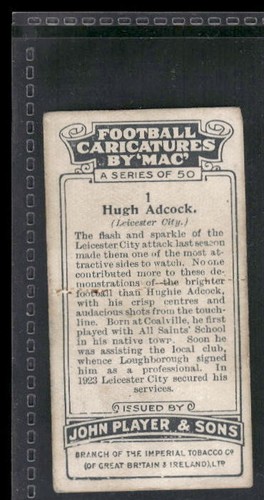 FOOTBALL
CARICATURES
BY 'MAC'
A SERIES OF 50
1
Hugh Adcock.
(Leicester City.)
The flash and sparkle of the
Leicester City attack last season
made them one of the most at-
tractive sides to watch. No one
contributed more to these de-
monstrations of the brighter
football than Hughie Adcock,
with his crisp centres and
audacious shots from the touch-
line. Born at Coalville, he first
played with All Saints' School
in his native town. Soon he
was assisting the local club,
whence Loughborough signed
him as a professional. In
1923 Leicester City secured his
services.
ISSUED BY
JOHN PLAYER & SONS
BRANCH OF THE IMPERIAL TOBACCO CO
(OF GREAT BRITAIN & IRELAND), LTD